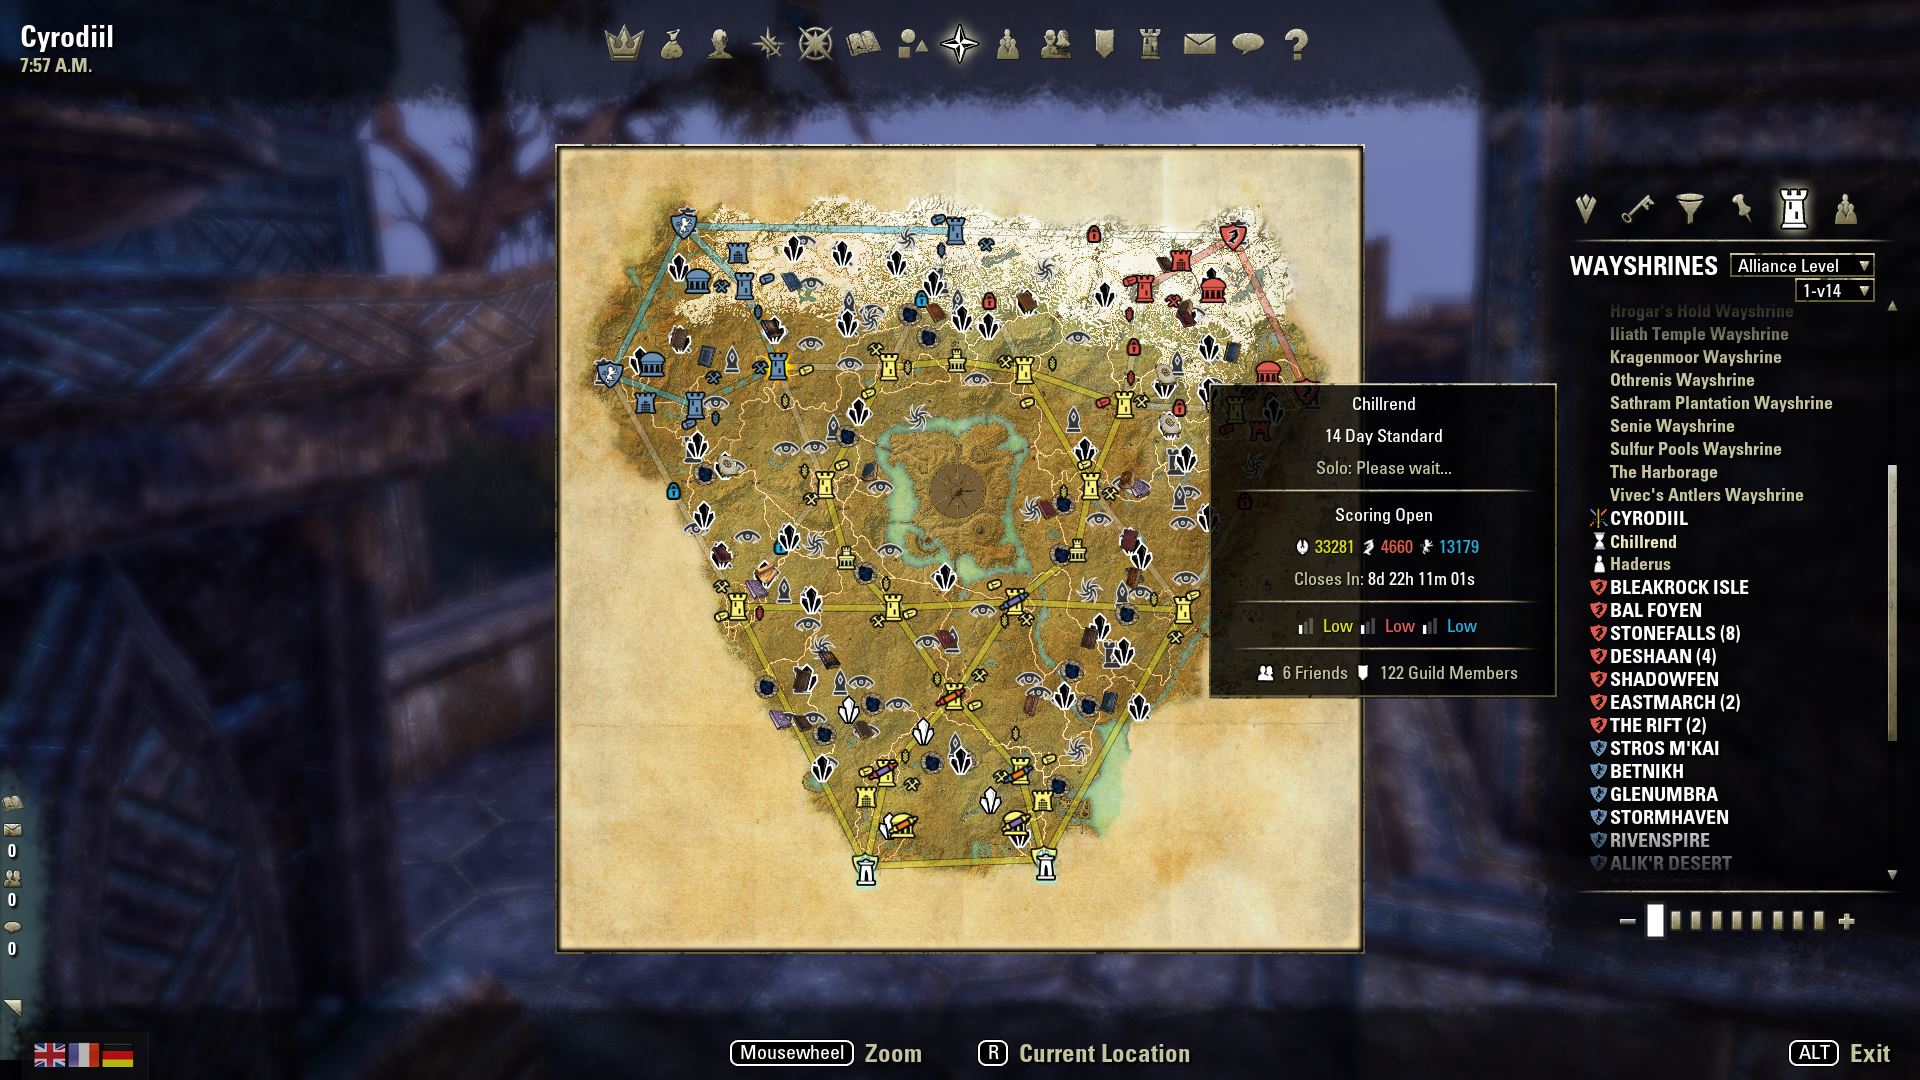 Cyrodiil
7:57 A.M.
WAYSHRINES
Alliance Level
1-v14
Hrogar's Hold Wayshrine
Iliath Temple Wayshrine
Kragenmoor Wayshrine
Othrenis Wayshrine
Sathram Plantation Wayshrine
Senie Wayshrine
Sulfur Pools Wayshrine
The Harborage
Vivec's Antlers Wayshrine
CYRODIIL
Chillrend
Haderus
BLEAKROCK ISLE
BAL FOYEN
STONEFALLS (8)
DESHAAN (4)
SHADOWFEN
EASTMARCH (2)
THE RIFT (2)
STROS M'KAI
BETNIKH
GLENUMBRA
STORMHAVEN
RIVENSPIRE
ALIK'R DESERT
Chillrend
14 Day Standard
Solo: Please wait...
Scoring Open
33281 4660 13179
Closes In: 8d 22h 11m 01s
Low Low Low
6 Friends 122 Guild Members
0
0
0
Mousewheel Zoom
R Current Location
ALT Exit